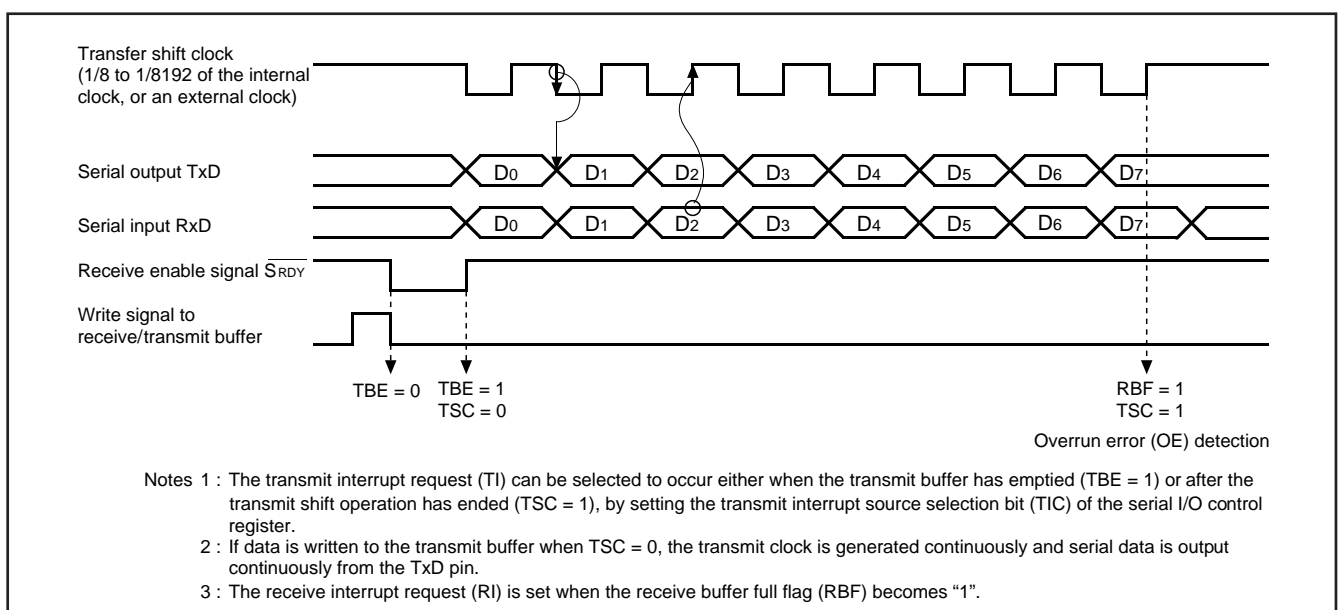 Transfer shift clock
(1/8 to 1/8192 of the internal
clock, or an external clock)
Serial output TxD
D0 D1 D2 D3 D4 D5 D6 D7
Serial input RxD
D0 D1 D2 D3 D4 D5 D6 D7
Receive enable signal SRDY
Write signal to
receive/transmit buffer
TBE = 0
TBE = 1
TSC = 0
RBF = 1
TSC = 1
Overrun error (OE) detection
Notes 1 : The transmit interrupt request (TI) can be selected to occur either when the transmit buffer has emptied (TBE = 1) or after the
transmit shift operation has ended (TSC = 1), by setting the transmit interrupt source selection bit (TIC) of the serial I/O control
register.
2 : If data is written to the transmit buffer when TSC = 0, the transmit clock is generated continuously and serial data is output
continuously from the TxD pin.
3 : The receive interrupt request (RI) is set when the receive buffer full flag (RBF) becomes “1”.